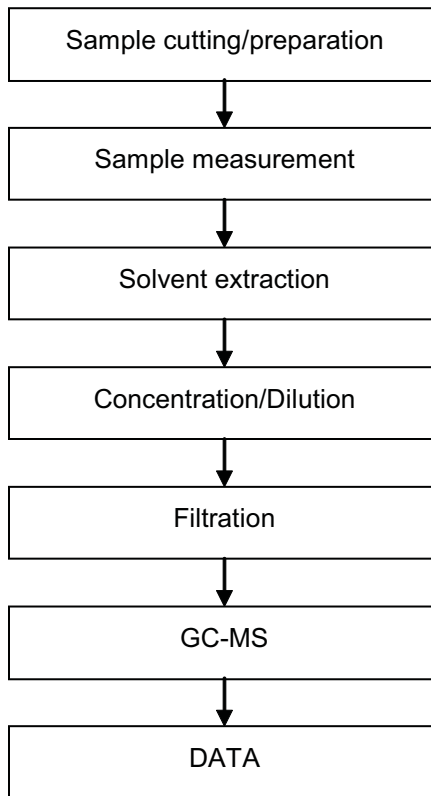 Sample cutting/preparation
Sample measurement
Solvent extraction
Concentration/Dilution
Filtration
GC-MS
DATA